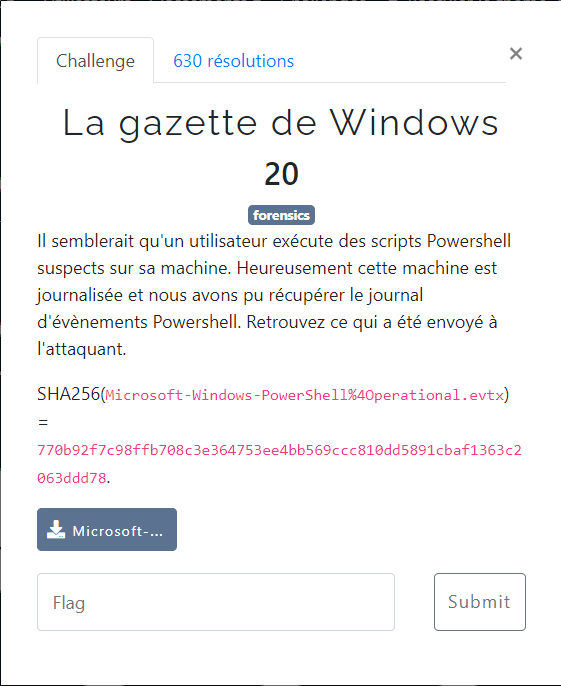 Challenge
630 résolutions
×
La gazette de Windows
20
forensics
Il semblerait qu'un utilisateur exécute des scripts Powershell
suspects sur sa machine. Heureusement cette machine est
journalisée et nous avons pu récupérer le journal
d'évènements Powershell. Retrouvez ce qui a été envoyé à
l'attaquant.
SHA256(Microsoft-Windows-PowerShell%4Operational.evtx)
=
770b92f7c98ffb708c3e364753ee4bb569ccc810dd5891cbaf1363c2
063ddd78.
Microsoft-...
Flag
Submit